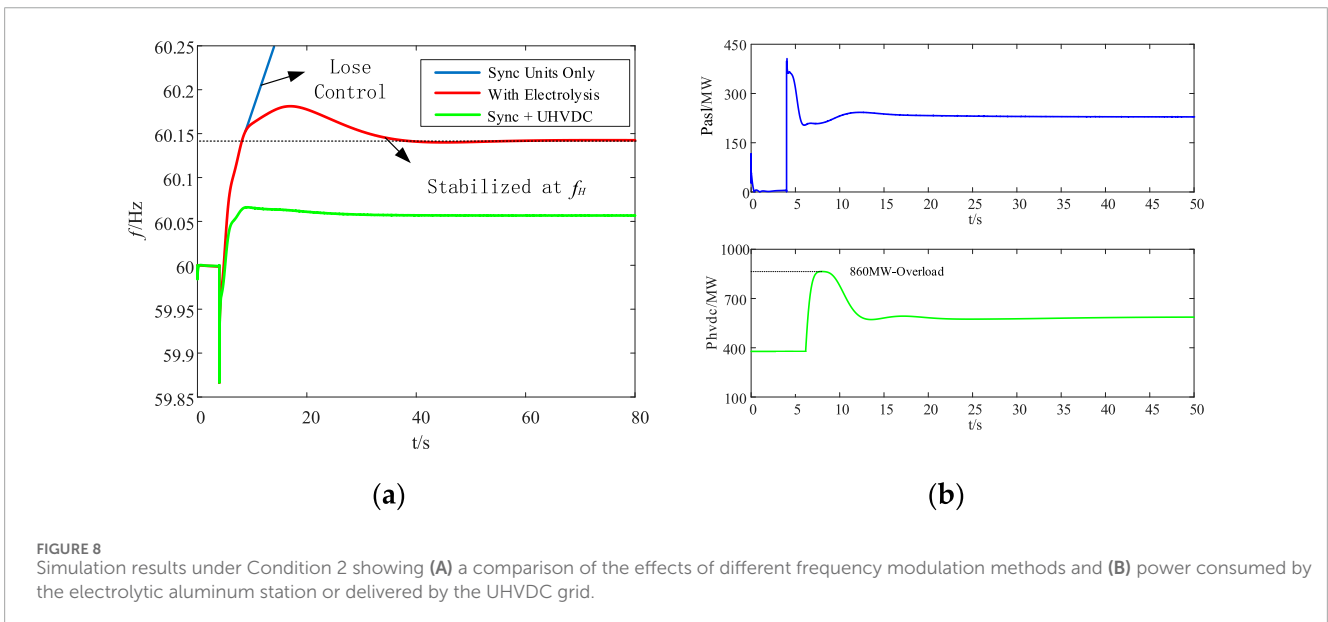 60.25
60.2
60.15
60.1
60.05
60
59.95
59.9
59.85
f/Hz
0
20
40
60
80
t/s
Lose
Control
Sync Units Only
With Electrolysis
Sync + UHVDC
Stabilized at fH
(a)
450
300
150
0
Pasl/MW
0
5
10
15
20
25
30
35
40
45
50
t/s
1000
700
400
100
Phvdc/MW
860MW-Overload
0
5
10
15
20
25
30
35
40
45
50
t/s
(b)
FIGURE 8
Simulation results under Condition 2 showing (A) a comparison of the effects of different frequency modulation methods and (B) power consumed by
the electrolytic aluminum station or delivered by the UHVDC grid.